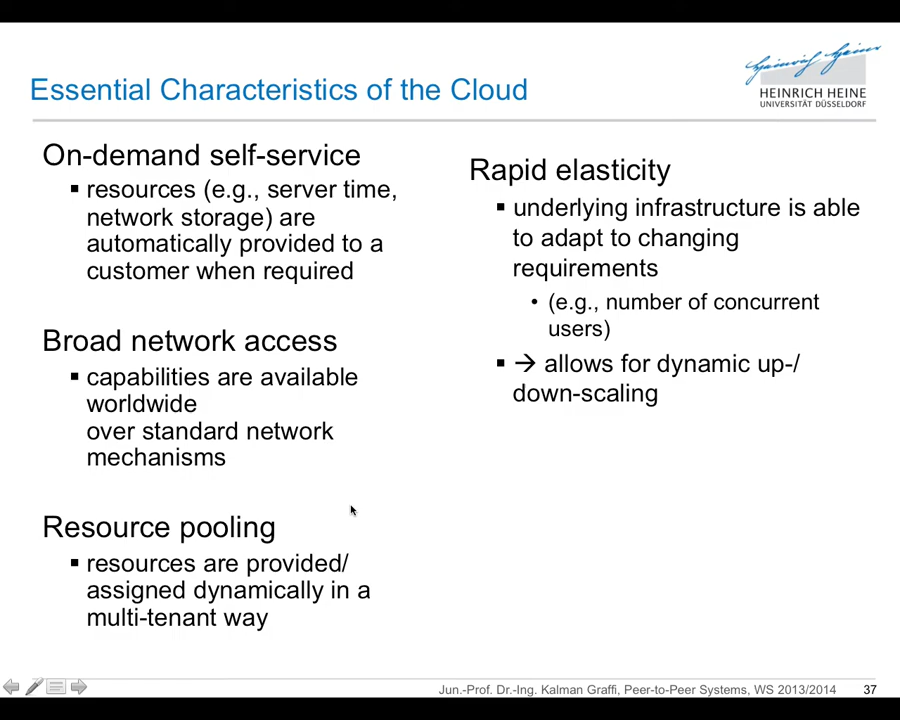 Essential Characteristics of the Cloud
Heinrich Heine
HEINRICH HEINE
UNIVERSITÄT DÜSSELDORF
On-demand self-service
▪ resources (e.g., server time,
network storage) are
automatically provided to a
customer when required
Broad network access
▪ capabilities are available
worldwide
over standard network
mechanisms
Resource pooling
▪ resources are provided/
assigned dynamically in a
multi-tenant way
Rapid elasticity
▪ underlying infrastructure is able
to adapt to changing
requirements
• (e.g., number of concurrent
users)
▪ → allows for dynamic up-/
down-scaling
Jun.-Prof. Dr.-Ing. Kalman Graffi, Peer-to-Peer Systems, WS 2013/2014 37